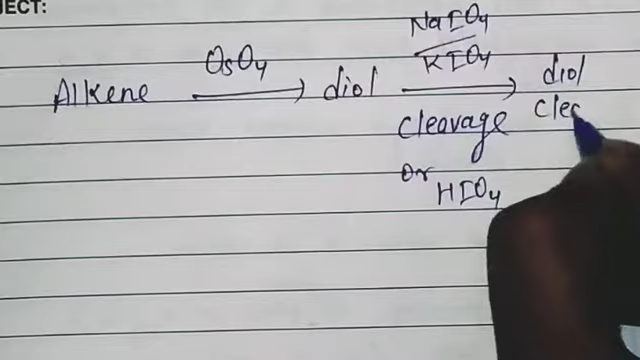 JECT:
NaIO4
OsO4 KIO4
Alkene diol diol
cleavage clea
or HIO4